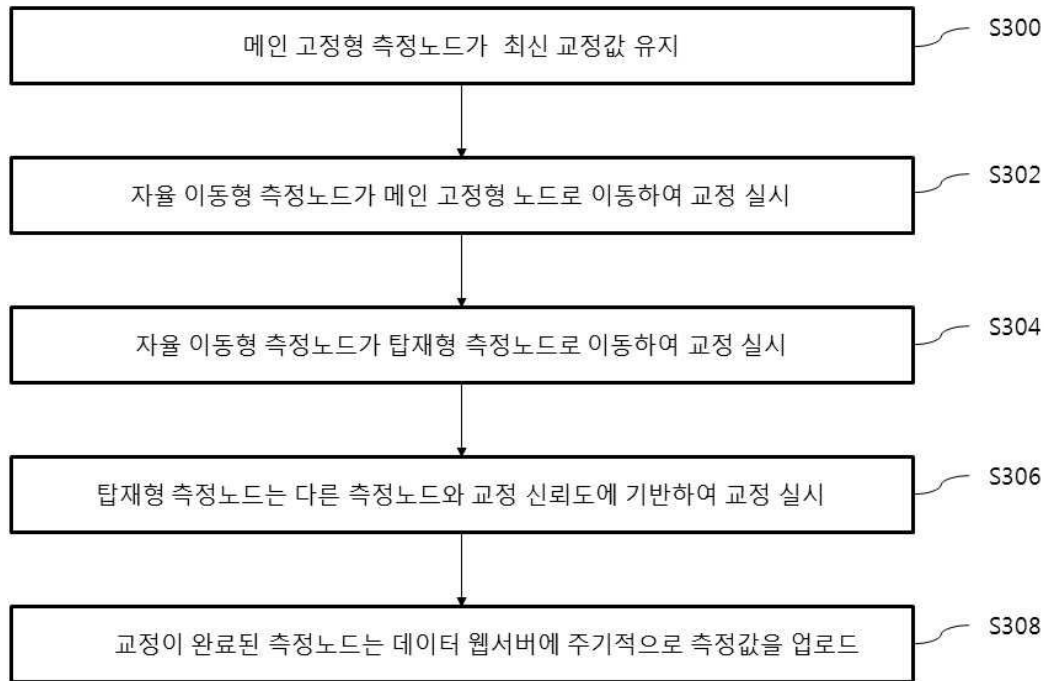 메인 고정형 측정노드가 최신 교정값 유지
S300
자율 이동형 측정노드가 메인 고정형 노드로 이동하여 교정 실시
S302
자율 이동형 측정노드가 탑재형 측정노드로 이동하여 교정 실시
S304
탑재형 측정노드는 다른 측정노드와 교정 신뢰도에 기반하여 교정 실시
S306
교정이 완료된 측정노드는 데이터 웹서버에 주기적으로 측정값을 업로드
S308